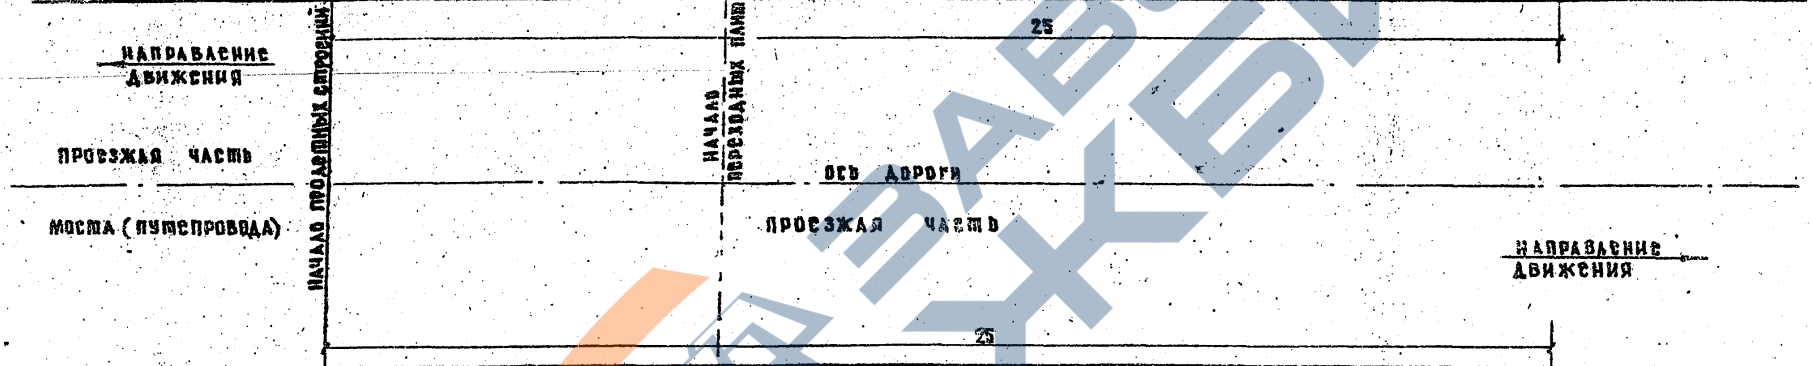 25
НАПРАВЛЕНИЕ
ДВИЖЕНИЯ
НАЧАЛО ПРОЛЕТНЫХ СТРОЕНИЙ
НАЧАЛО
ПЕРЕХОДНЫХ ПЛИТ
ПРОЕЗЖАЯ ЧАСТЬ
ОСЬ ДОРОГИ
МОСТА (ПУТЕПРОВОДА)
ПРОЕЗЖАЯ ЧАСТЬ
НАПРАВЛЕНИЕ
ДВИЖЕНИЯ
25